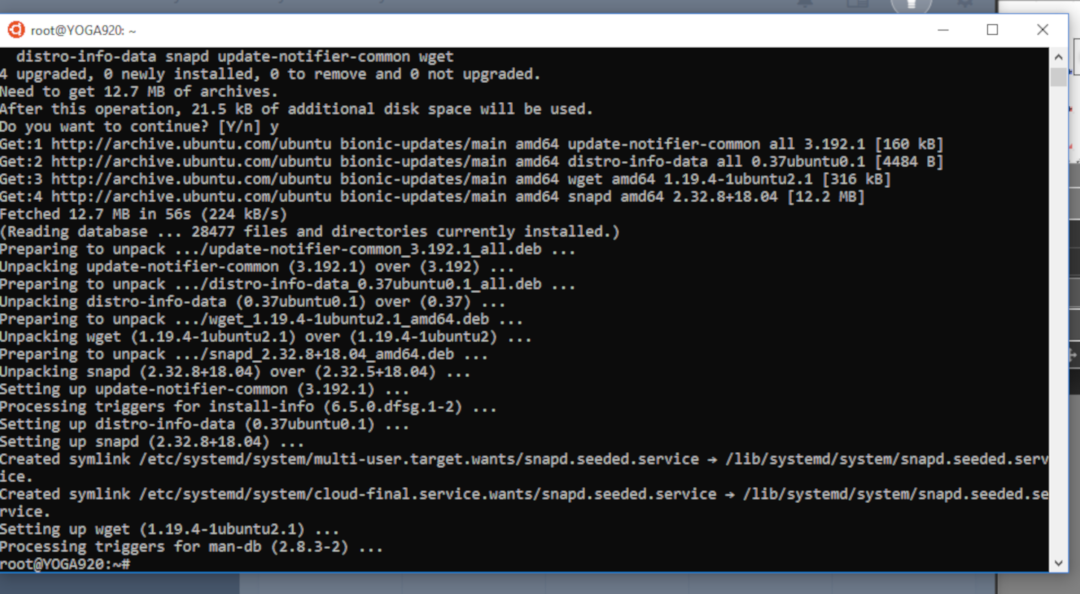 root@YOGA920: ~
distro-info-data snapd update-notifier-common wget
4 upgraded, 0 newly installed, 0 to remove and 0 not upgraded.
Need to get 12.7 MB of archives.
After this operation, 21.5 kB of additional disk space will be used.
Do you want to continue? [Y/n] y
Get:1 http://archive.ubuntu.com/ubuntu bionic-updates/main amd64 update-notifier-common all 3.192.1 [160 kB]
Get:2 http://archive.ubuntu.com/ubuntu bionic-updates/main amd64 distro-info-data all 0.37ubuntu0.1 [4484 B]
Get:3 http://archive.ubuntu.com/ubuntu bionic-updates/main amd64 wget amd64 1.19.4-1ubuntu2.1 [316 kB]
Get:4 http://archive.ubuntu.com/ubuntu bionic-updates/main amd64 snapd amd64 2.32.8+18.04 [12.2 MB]
Fetched 12.7 MB in 56s (224 kB/s)
(Reading database ... 28477 files and directories currently installed.)
Preparing to unpack .../update-notifier-common_3.192.1_all.deb ...
Unpacking update-notifier-common (3.192.1) over (3.192) ...
Preparing to unpack .../distro-info-data_0.37ubuntu0.1_all.deb ...
Unpacking distro-info-data (0.37ubuntu0.1) over (0.37) ...
Preparing to unpack .../wget_1.19.4-1ubuntu2.1_amd64.deb ...
Unpacking wget (1.19.4-1ubuntu2.1) over (1.19.4-1ubuntu2) ...
Preparing to unpack .../snapd_2.32.8+18.04_amd64.deb ...
Unpacking snapd (2.32.8+18.04) over (2.32.5+18.04) ...
Setting up update-notifier-common (3.192.1) ...
Processing triggers for install-info (6.5.0.dfsg.1-2) ...
Setting up distro-info-data (0.37ubuntu0.1) ...
Setting up snapd (2.32.8+18.04) ...
Created symlink /etc/systemd/system/multi-user.target.wants/snapd.seeded.service → /lib/systemd/system/snapd.seeded.serv
ice.
Created symlink /etc/systemd/system/cloud-final.service.wants/snapd.seeded.service → /lib/systemd/system/snapd.seeded.se
rvice.
Setting up wget (1.19.4-1ubuntu2.1) ...
Processing triggers for man-db (2.8.3-2) ...
root@YOGA920:~#